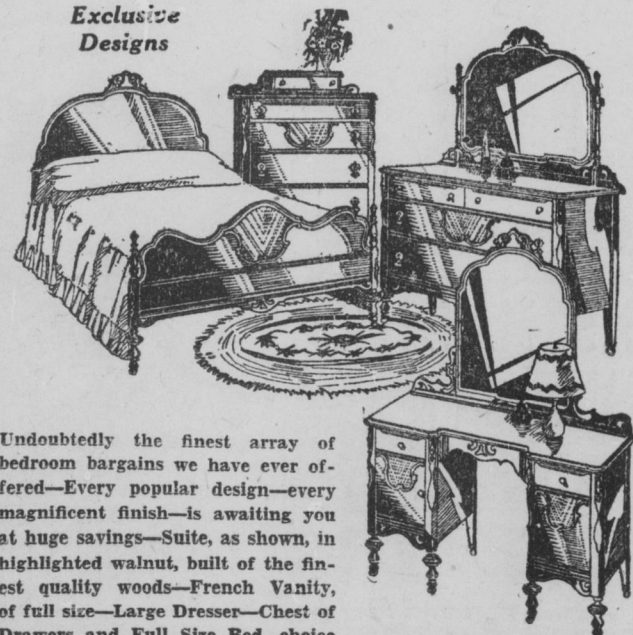 Exclusive
Designs
Undoubtedly the finest array of
bedroom bargains we have ever of-
fered—Every popular design—every
magnificent finish—is awaiting you
at huge savings—Suite, as shown, in
highlighted walnut, built of the fin-
est quality woods—French Vanity,
of full size—Large Dresser—Chest of
Drawers and Full Size Bed, choice